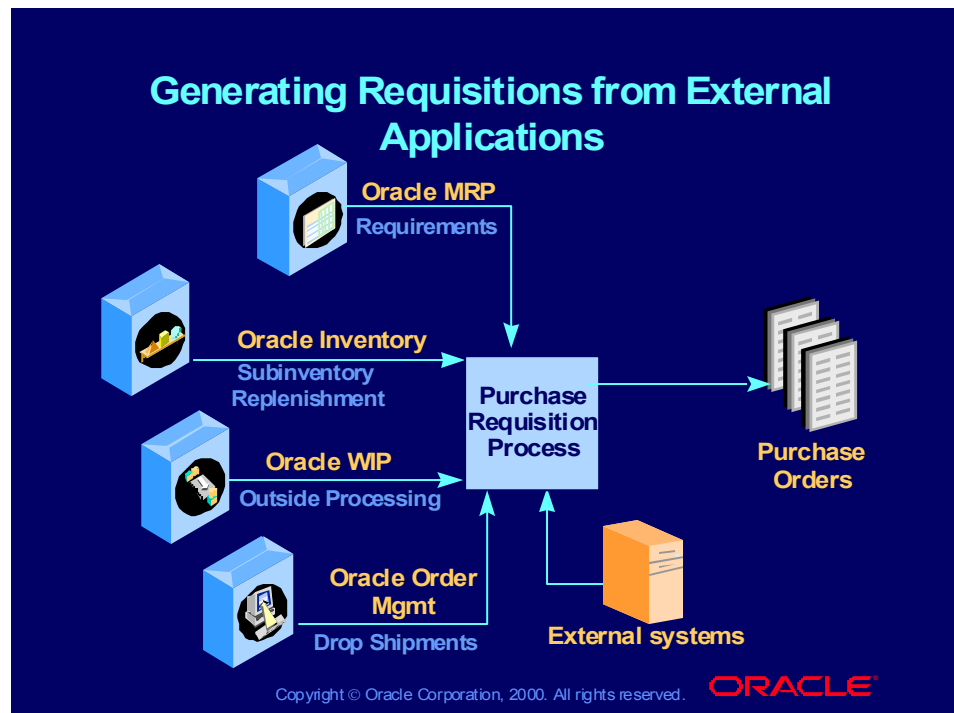 Generating Requisitions from External
Applications
Oracle MRP
Requirements
Oracle Inventory
Subinventory
Replenishment
Purchase
Requisition
Process
Purchase
Orders
Oracle WIP
Outside Processing
Oracle Order
Mgmt
Drop Shipments
External systems
Copyright © Oracle Corporation, 2000. All rights reserved.
ORACLE®